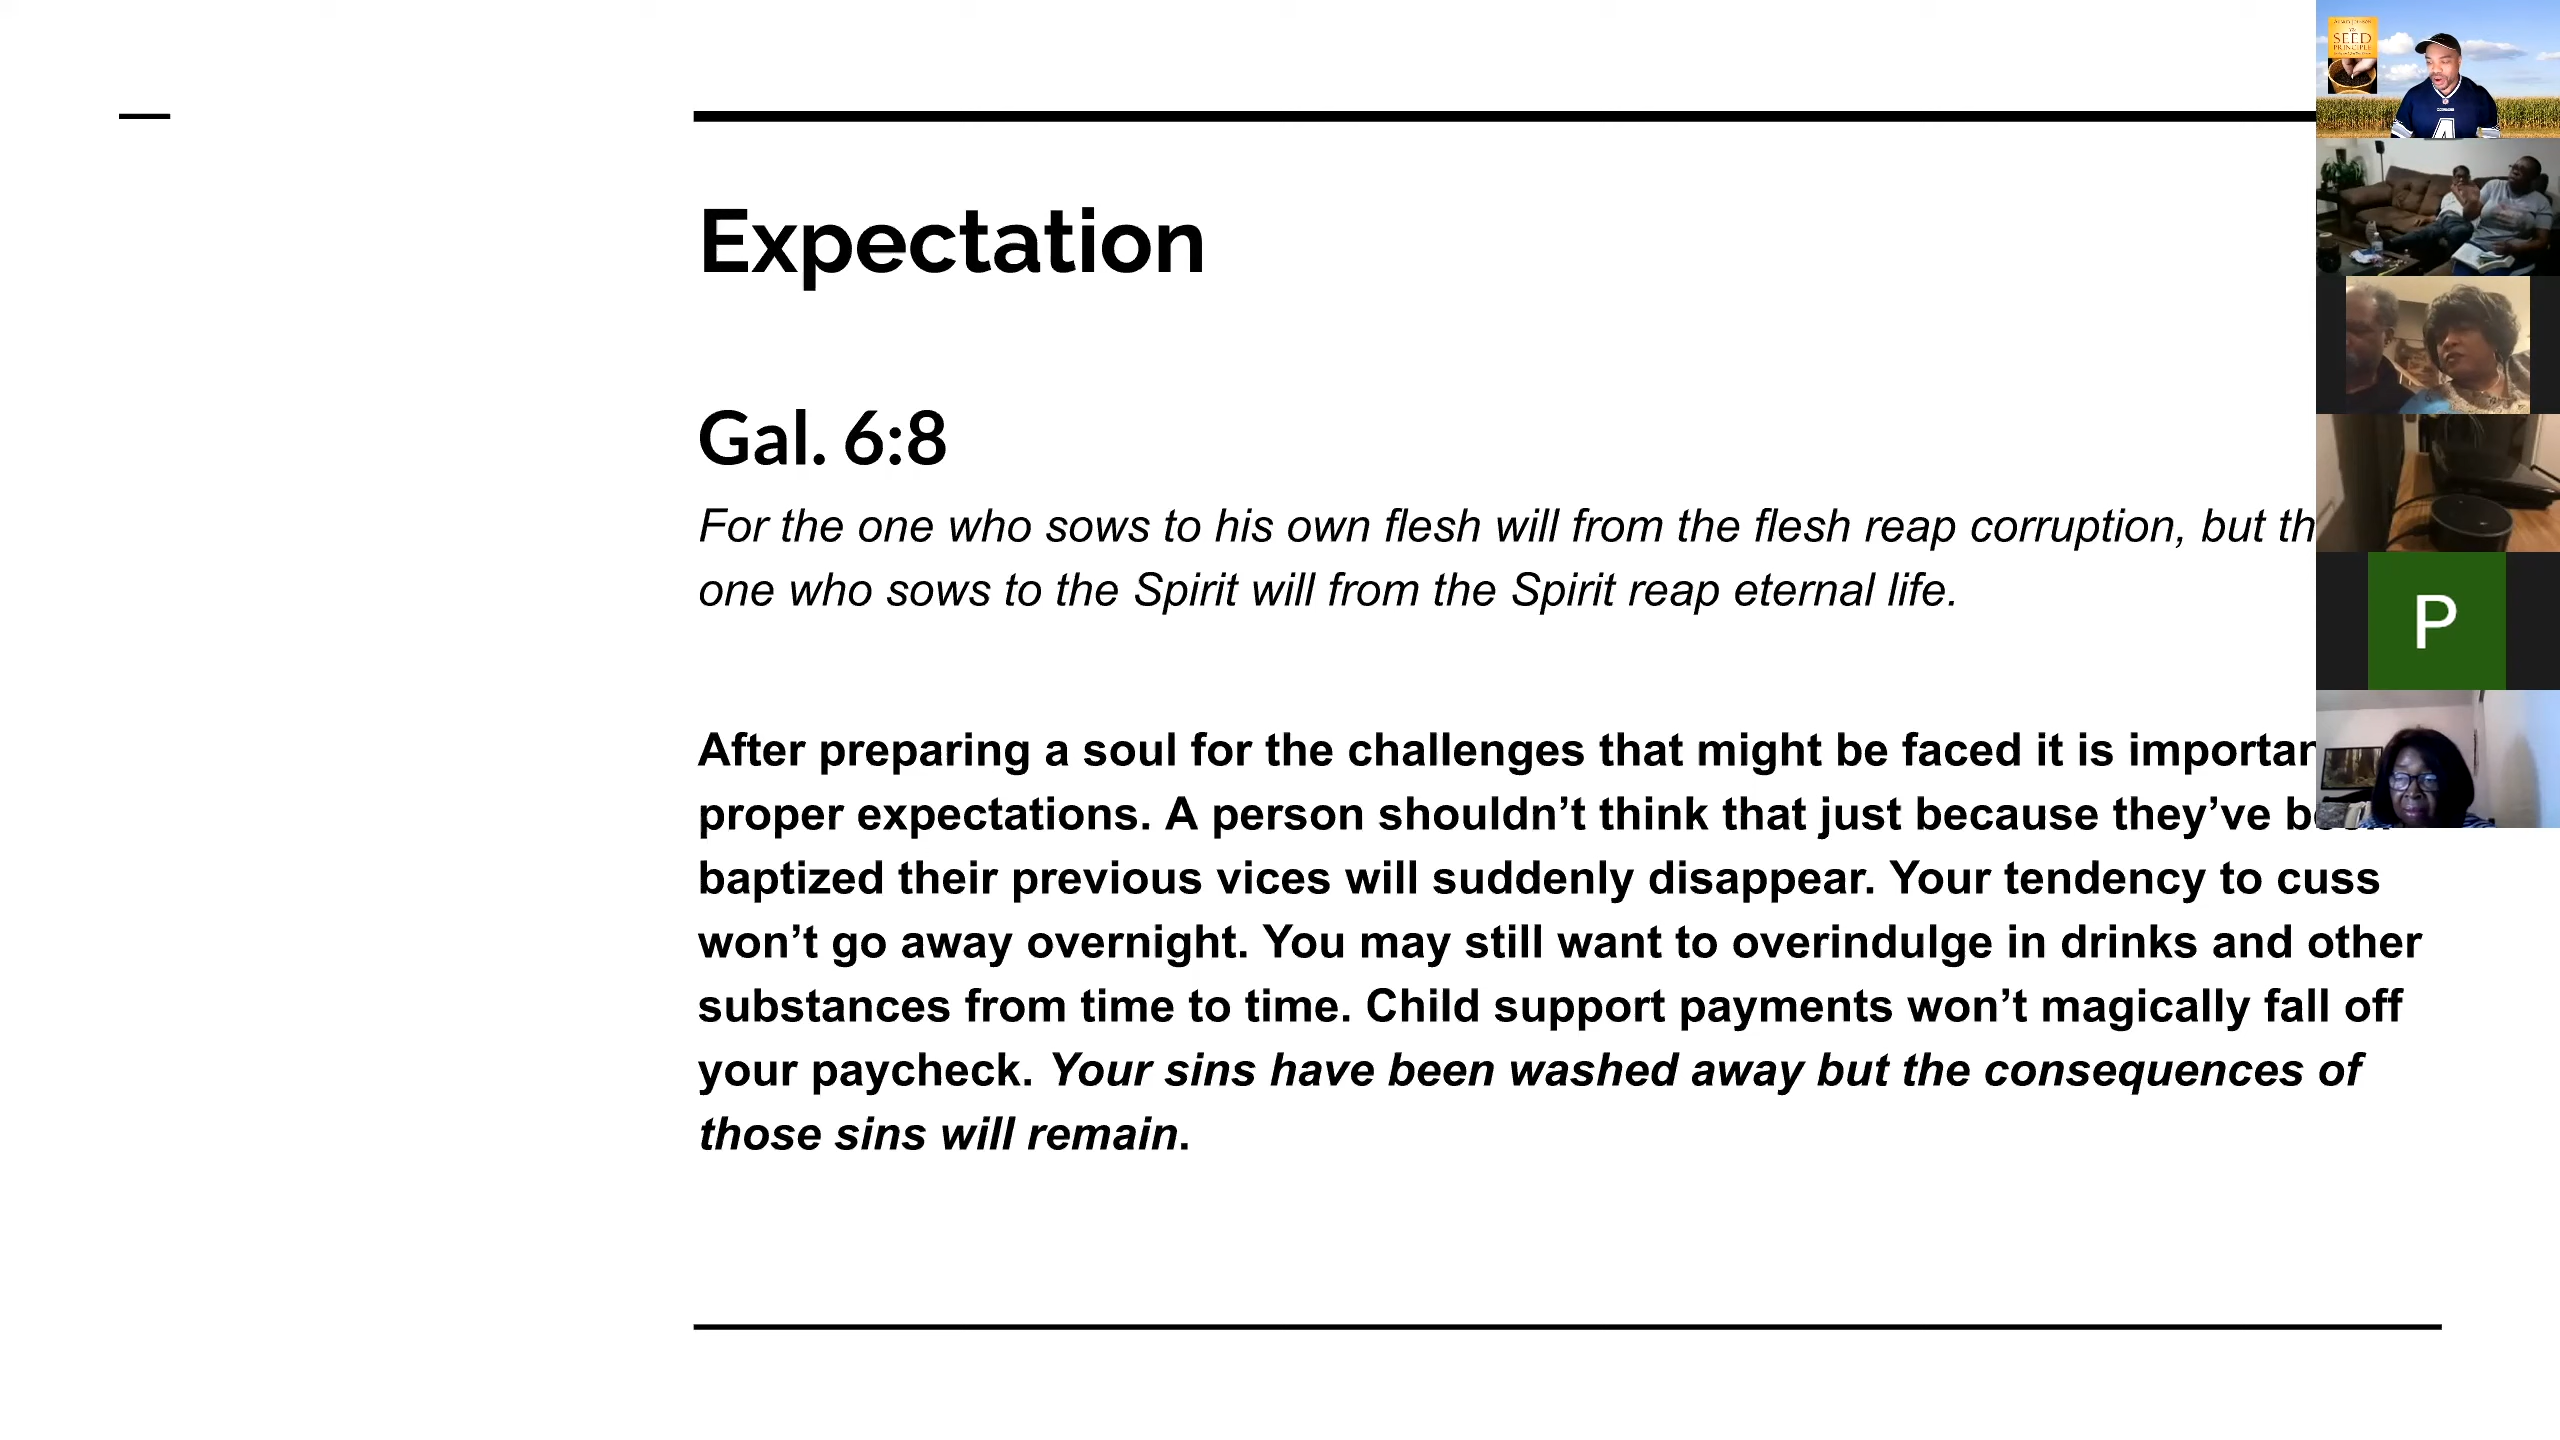 Expectation
Gal. 6:8
For the one who sows to his own flesh will from the flesh reap corruption, but th
one who sows to the Spirit will from the Spirit reap eternal life.
After preparing a soul for the challenges that might be faced it is importan
proper expectations. A person shouldn’t think that just because they’ve
baptized their previous vices will suddenly disappear. Your tendency to cuss
won’t go away overnight. You may still want to overindulge in drinks and other
substances from time to time. Child support payments won’t magically fall off
your paycheck. Your sins have been washed away but the consequences of
those sins will remain.
SEED
PRINCIPLE
P